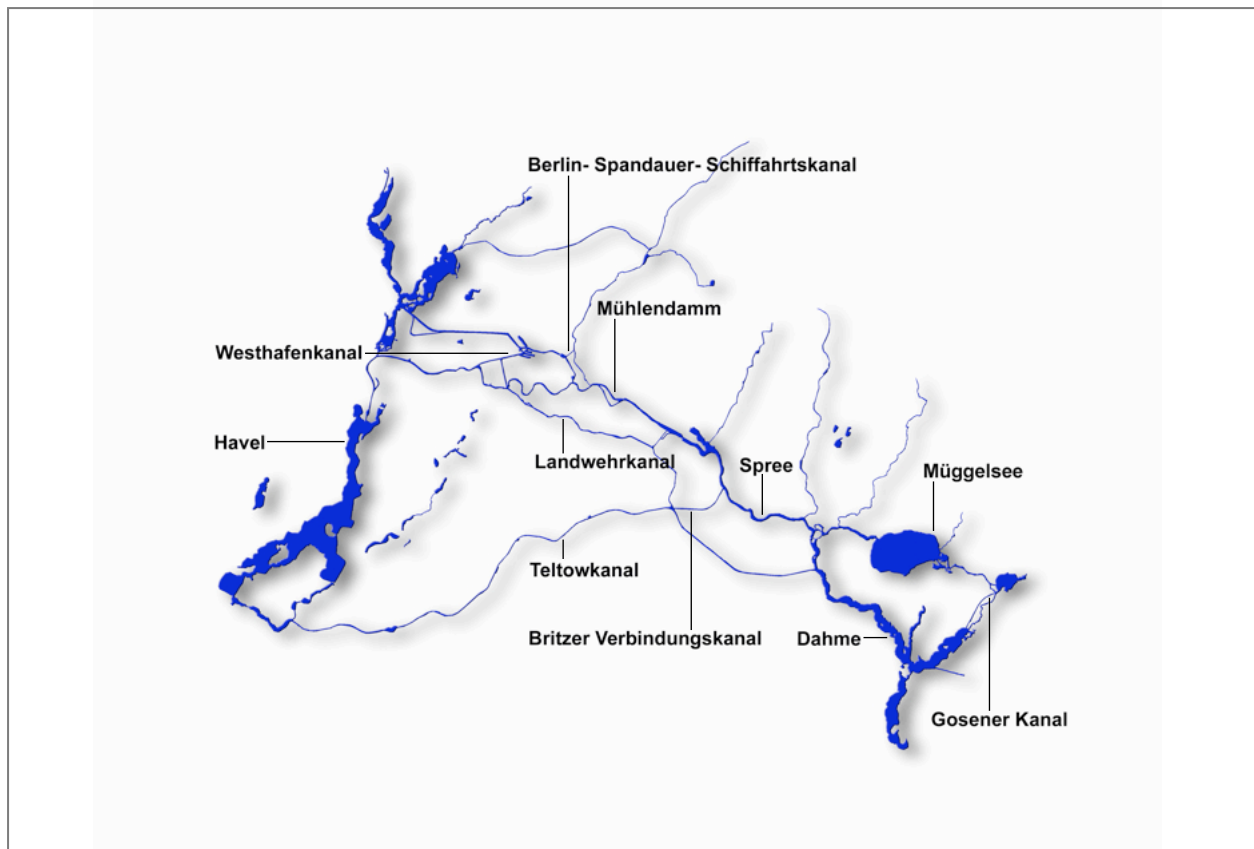 Berlin- Spandauer- Schiffahrtskanal
Mühlendamm
Westhafenkanal
Havel
Landwehrkanal
Spree
Müggelsee
Teltowkanal
Britzer Verbindungskanal
Dahme
Gosener Kanal